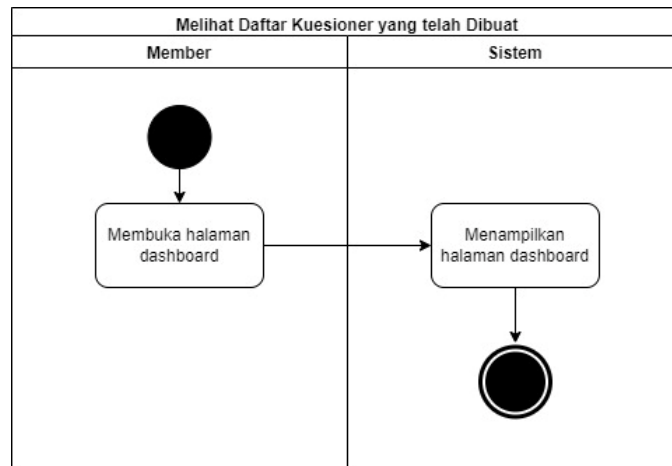 Melihat Daftar Kuesioner yang telah Dibuat
Member
Sistem
Membuka halaman
dashboard
Menampilkan
halaman dashboard